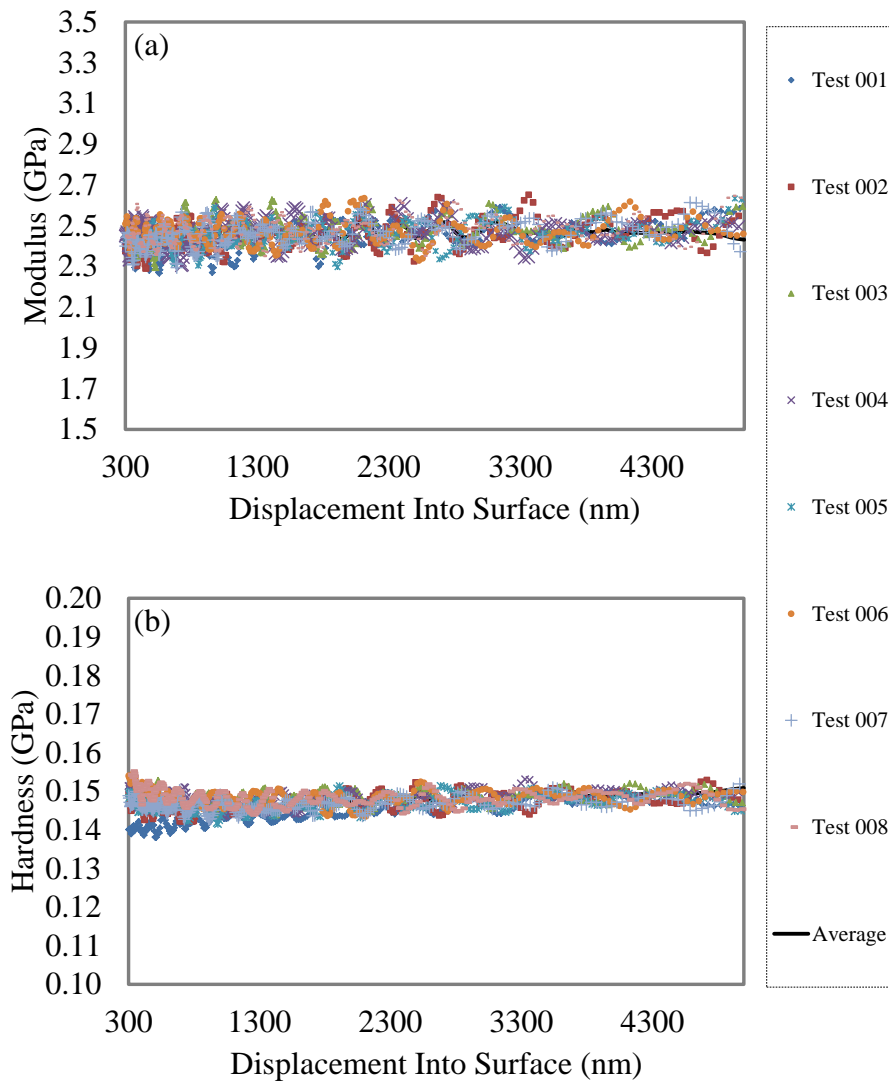 (a)
3.5
3.3
3.1
2.9
2.7
2.5
2.3
2.1
1.9
1.7
1.5
Modulus (GPa)
300 1300 2300 3300 4300
Displacement Into Surface (nm)
(b)
0.20
0.19
0.18
0.17
0.16
0.15
0.14
0.13
0.12
0.11
0.10
Hardness (GPa)
300 1300 2300 3300 4300
Displacement Into Surface (nm)
Test 001
Test 002
Test 003
Test 004
Test 005
Test 006
Test 007
Test 008
Average